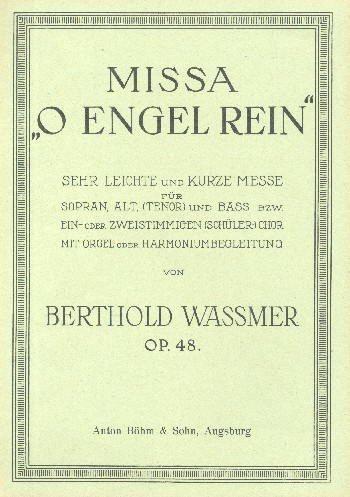 MISSA
„O ENGEL REIN“
SEHR LEICHTE UND KURZE MESSE
FÜR
SOPRAN, ALT, (TENOR) UND BASS BZW.
EIN- ODER ZWEISTIMMIGEN (SCHÜLER-) CHOR
MIT ORGEL ODER HARMONIUMBEGLEITUNG
VON
BERTHOLD WASSMER
OP. 48.
Anton Böhm & Sohn, Augsburg